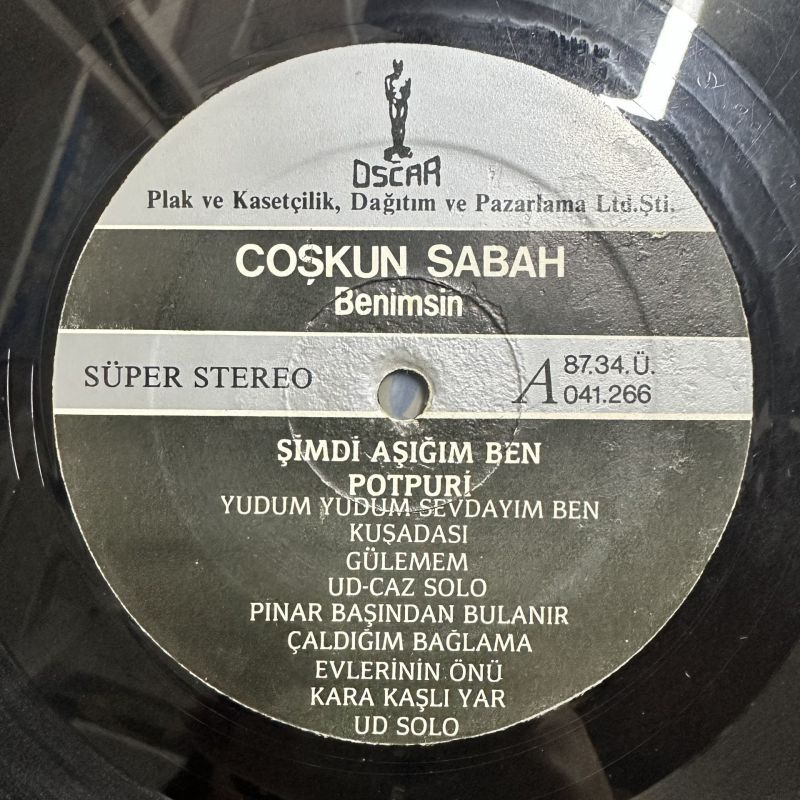 OSCAR
Plak ve Kasetçilik, Dağıtım ve Pazarlama Ltd.Şti.
COŞKUN SABAH
Benimsin
SÜPER STEREO
A 87.34.Ü.
041.266
ŞİMDİ AŞIĞIM BEN
POTPURİ
YUDUM YUDUM SEVDAYIM BEN
KUŞADASI
GÜLEMEM
UD-CAZ SOLO
PINAR BAŞINDAN BULANIR
ÇALDIĞIM BAĞLAMA
EVLERİNİN ÖNÜ
KARA KAŞLI YAR
UD SOLO